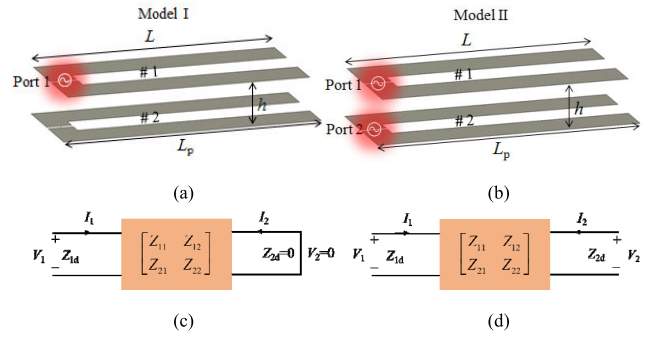 Model I
Model II
L
L
Port 1
# 1
Port 1
# 1
h
h
# 2
Port 2
# 2
Lp
Lp
(a)
(b)
I1
I2
I1
I2
+
+
+
V1
Z1d
[Z11 Z12
Z21 Z22]
Z2d=0
V2=0
V1
Z1d
[Z11 Z12
Z21 Z22]
Z2d
V2
−
−
−
(c)
(d)